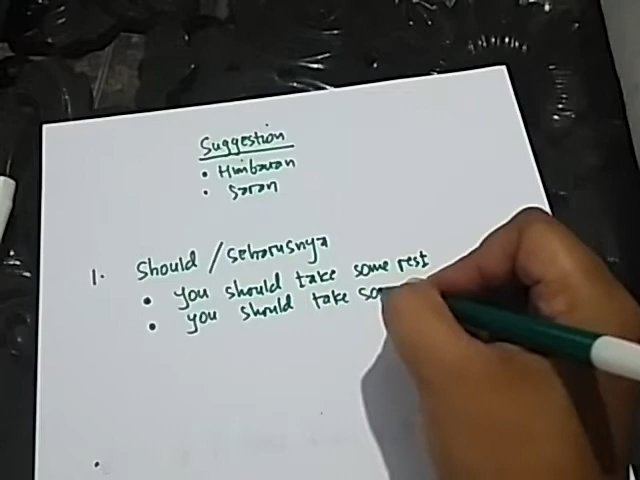 Suggestion
• Himbauan
• Saran
1. Should / seharusnya
• you should take some rest
• you should take so